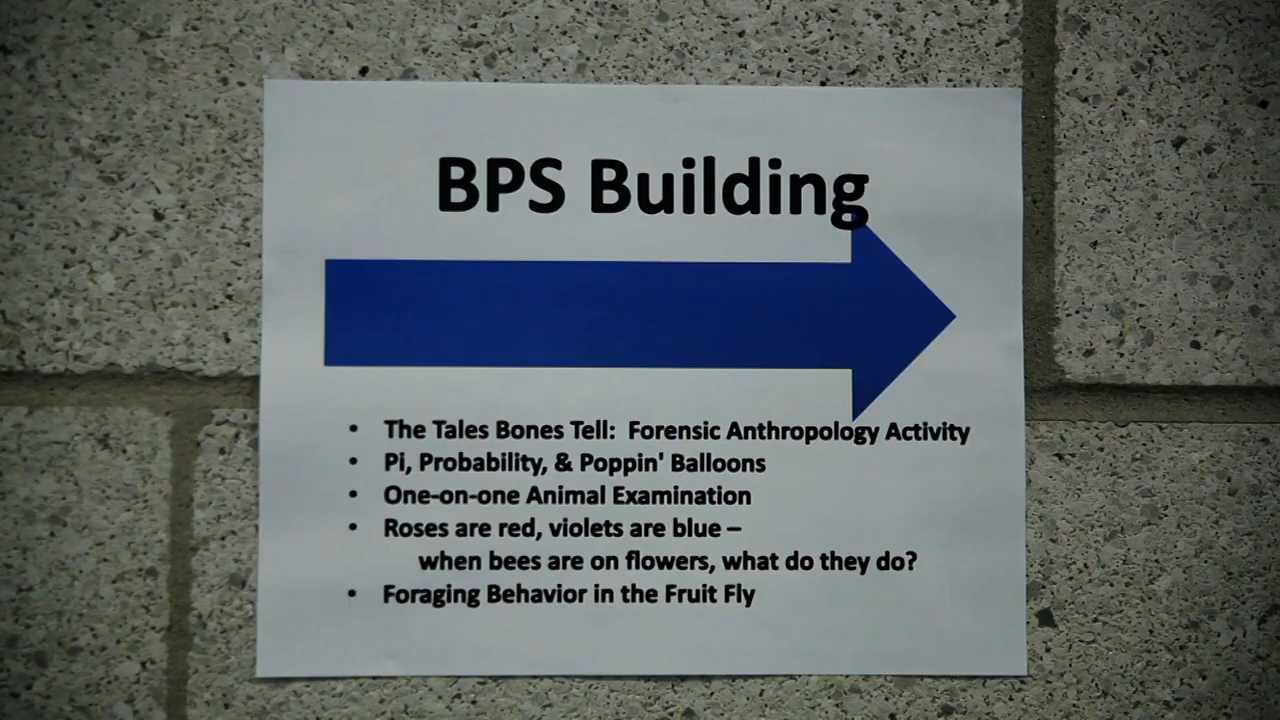 BPS Building
• The Tales Bones Tell: Forensic Anthropology Activity
• Pi, Probability, & Poppin' Balloons
• One-on-one Animal Examination
• Roses are red, violets are blue –
when bees are on flowers, what do they do?
• Foraging Behavior in the Fruit Fly